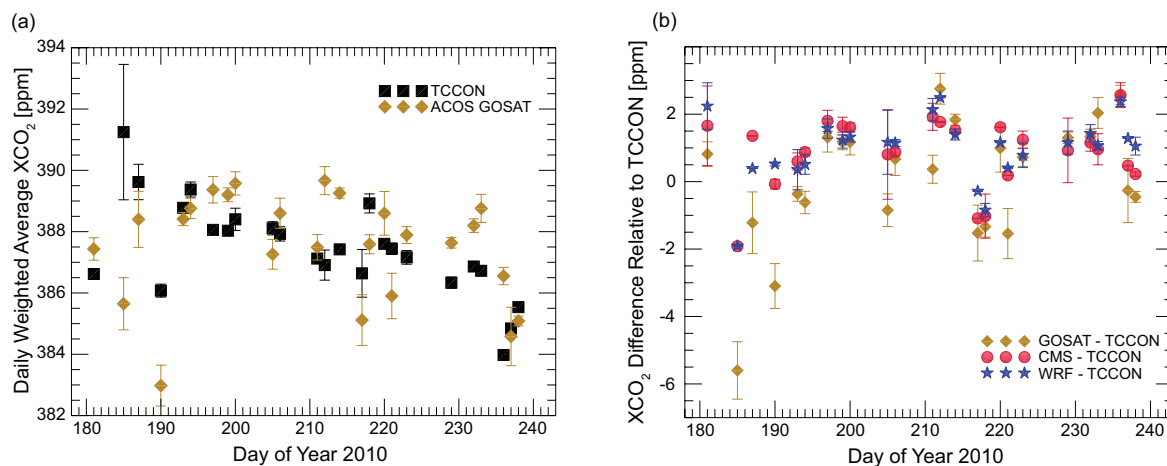 (a)
394
392
390
388
386
384
382
Daily Weighted Average XCO₂ [ppm]
TCCON
ACOS GOSAT
180 190 200 210 220 230 240
Day of Year 2010
(b)
2
0
-2
-4
-6
XCO₂ Difference Relative to TCCON [ppm]
GOSAT - TCCON
CMS - TCCON
WRF - TCCON
180 190 200 210 220 230 240
Day of Year 2010